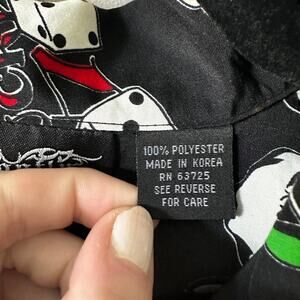 100% POLYESTER
MADE IN KOREA
RN 63725
SEE REVERSE
FOR CARE